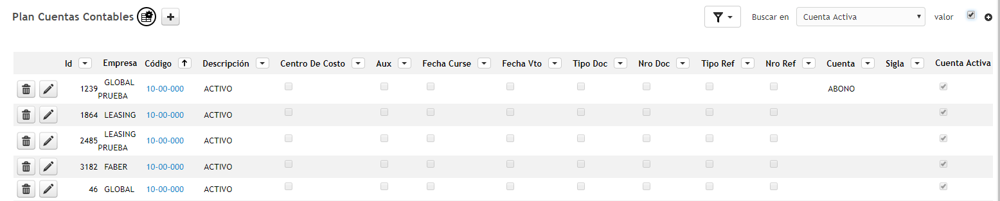 Plan Cuentas Contables
Buscar en Cuenta Activa valor
Id Empresa Código Descripción Centro De Costo Aux Fecha Curse Fecha Vto Tipo Doc Nro Doc Tipo Ref Nro Ref Cuenta Sigla Cuenta Activa
1239 GLOBAL PRUEBA 10-00-000 ACTIVO ABONO
1864 LEASING 10-00-000 ACTIVO
2485 LEASING PRUEBA 10-00-000 ACTIVO
3182 FABER 10-00-000 ACTIVO
46 GLOBAL 10-00-000 ACTIVO